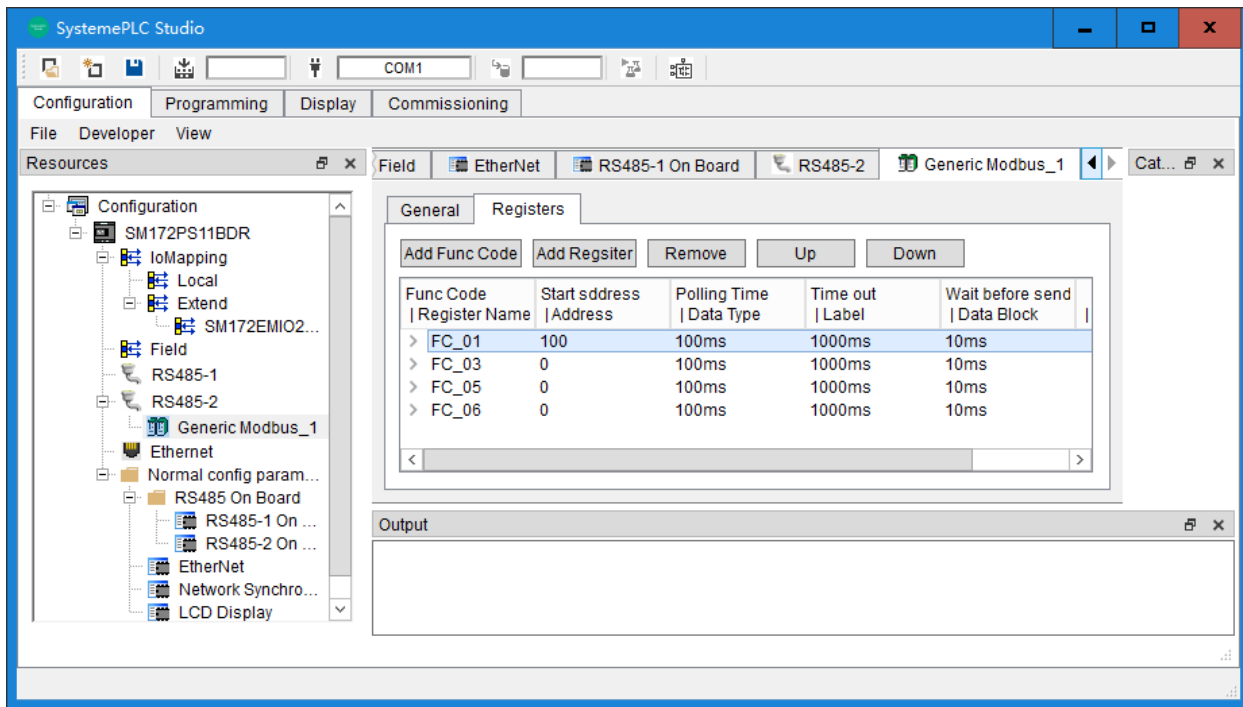 SystemePLC Studio
COM1
Configuration Programming Display Commissioning
File Developer View
Resources
Configuration
SM172PS11BDR
IoMapping
Local
Extend
SM172EMIO2...
Field
RS485-1
RS485-2
Generic Modbus_1
Ethernet
Normal config param...
RS485 On Board
RS485-1 On ...
RS485-2 On ...
EtherNet
Network Synchro...
LCD Display
Field EtherNet RS485-1 On Board RS485-2 Generic Modbus_1
General Registers
Add Func Code Add Regsiter Remove Up Down
Func Code Start sddress Polling Time Time out Wait before send
|Register Name |Address |Data Type |Label |Data Block |
FC_01 100 100ms 1000ms 10ms
FC_03 0 100ms 1000ms 10ms
FC_05 0 100ms 1000ms 10ms
FC_06 0 100ms 1000ms 10ms
Cat...
Output